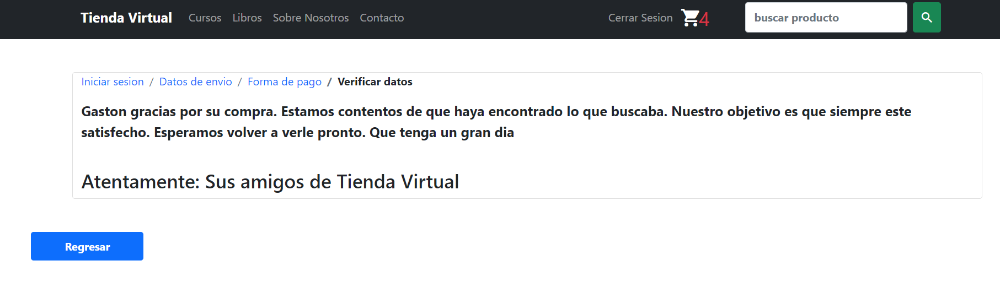 Tienda Virtual Cursos Libros Sobre Nosotros Contacto Cerrar Sesion 4 buscar producto
Iniciar sesion / Datos de envio / Forma de pago / Verificar datos
Gaston gracias por su compra. Estamos contentos de que haya encontrado lo que buscaba. Nuestro objetivo es que siempre este
satisfecho. Esperamos volver a verle pronto. Que tenga un gran dia
Atentamente: Sus amigos de Tienda Virtual
Regresar